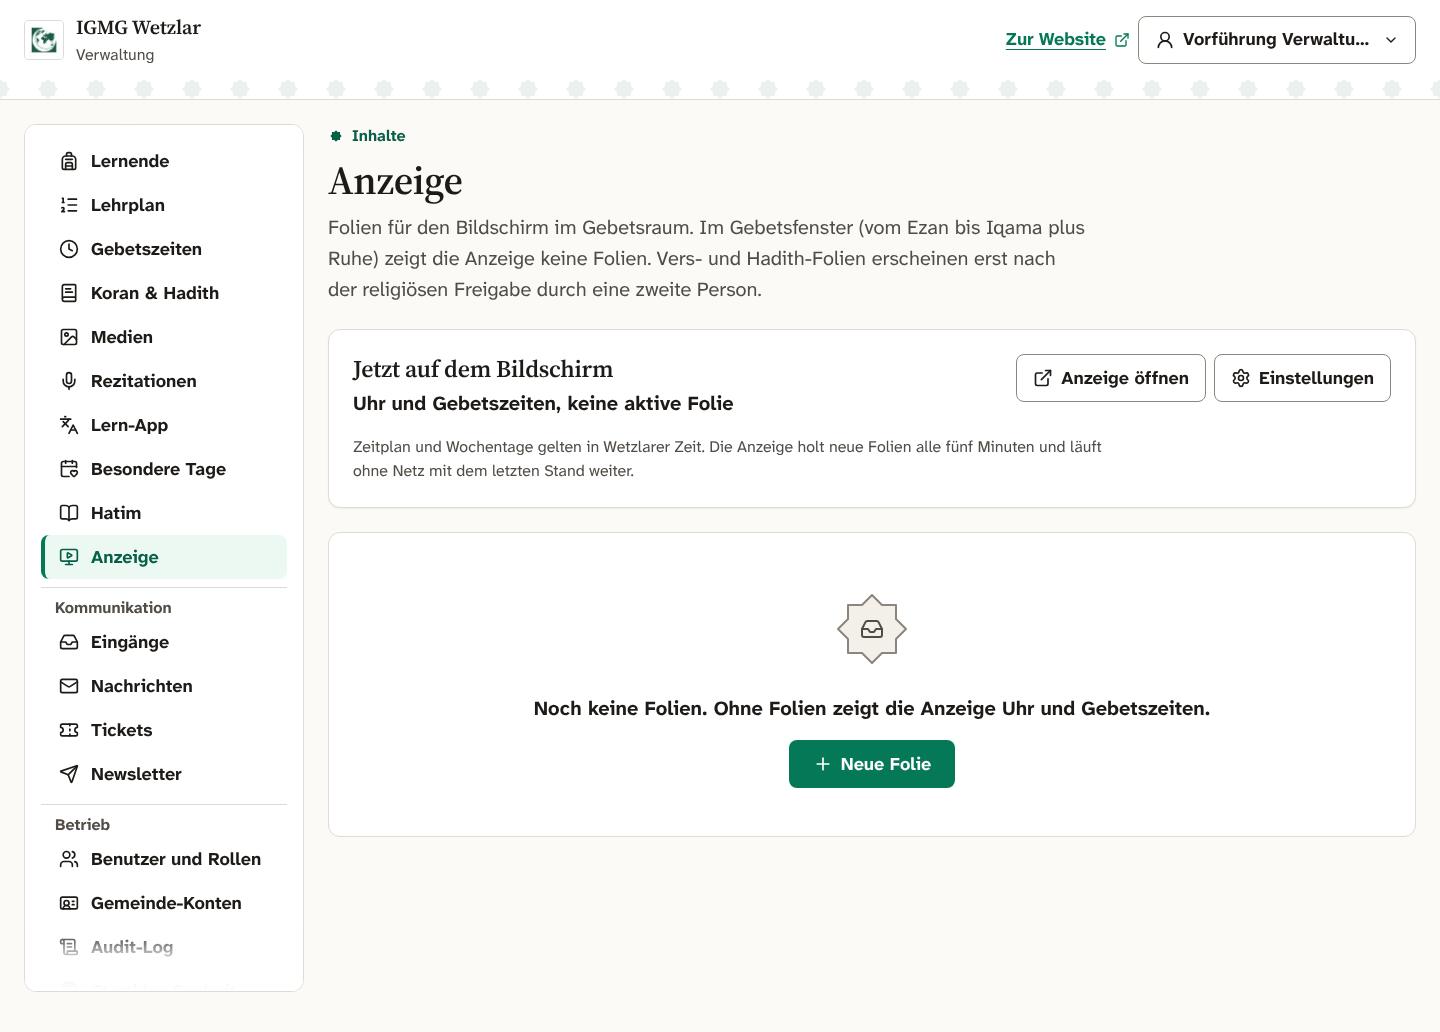 IGMG Wetzlar
Verwaltung
Zur Website
Vorführung Verwaltu...
Lernende
Lehrplan
Gebetszeiten
Koran & Hadith
Medien
Rezitationen
Lern-App
Besondere Tage
Hatim
Anzeige
Kommunikation
Eingänge
Nachrichten
Tickets
Newsletter
Betrieb
Benutzer und Rollen
Gemeinde-Konten
Audit-Log
Inhalte
Anzeige
Folien für den Bildschirm im Gebetsraum. Im Gebetsfenster (vom Ezan bis Iqama plus
Ruhe) zeigt die Anzeige keine Folien. Vers- und Hadith-Folien erscheinen erst nach
der religiösen Freigabe durch eine zweite Person.
Jetzt auf dem Bildschirm
Uhr und Gebetszeiten, keine aktive Folie
Anzeige öffnen
Einstellungen
Zeitplan und Wochentage gelten in Wetzlarer Zeit. Die Anzeige holt neue Folien alle fünf Minuten und läuft
ohne Netz mit dem letzten Stand weiter.
Noch keine Folien. Ohne Folien zeigt die Anzeige Uhr und Gebetszeiten.
Neue Folie